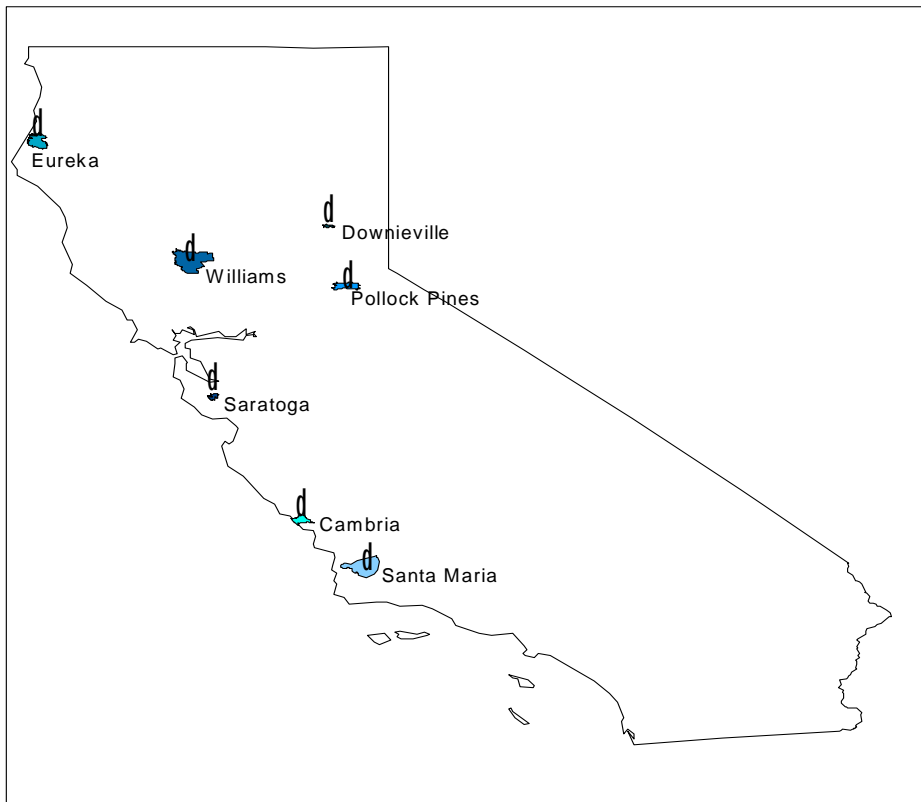 d
Eureka
d
Downieville
d
Williams
d
Pollock Pines
d
Saratoga
d
Cambria
d
Santa Maria